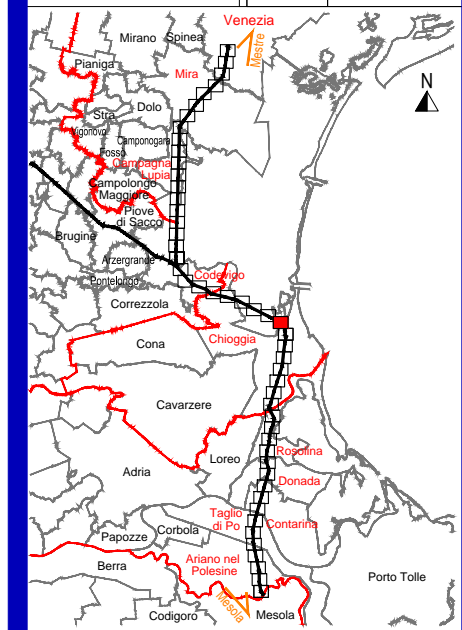 Venezia
Mirano
Spinea
Mestre
Pianiga
Mira
N
Dolo
Stra
Vigonovo
Camponogara
Fosso
Campagna
Lupia
Campolongo
Maggiore
Piove
di Sacco
Brugine
Arzergrande
Codevigo
Pontelongo
Correzzola
Chioggia
Cona
Cavarzere
Rosolina
Loreo
Adria
Donada
Taglio
di Po
Contarina
Corbola
Papozze
Ariano nel
Polesine
Berra
Porto Tolle
Mesola
Mesola
Codigoro